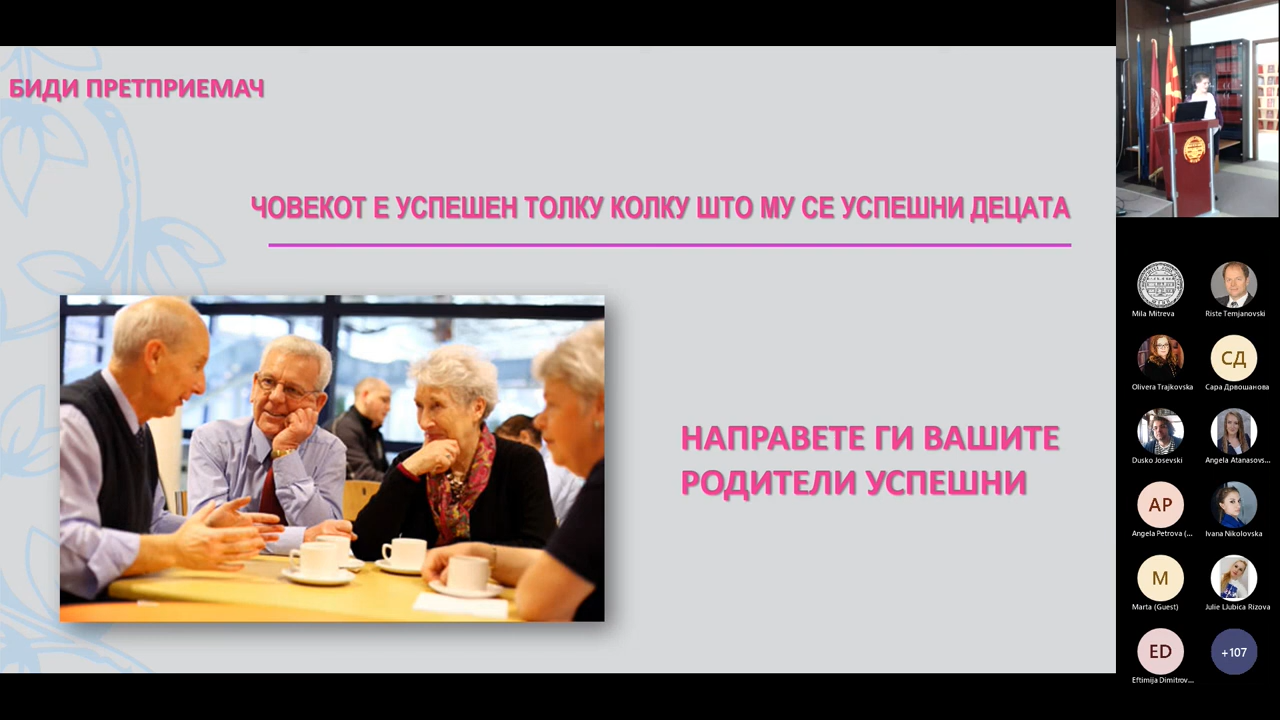 БИДИ ПРЕТПРИЕМАЧ
ЧОВЕКОТ Е УСПЕШЕН ТОЛКУ КОЛКУ ШТО МУ СЕ УСПЕШНИ ДЕЦАТА
НАПРАВЕТЕ ГИ ВАШИТЕ
РОДИТЕЛИ УСПЕШНИ
Mila Mitreva
Riste Temjanovski
Olivera Trajkovska
СД
Сара Дрвошанова
Dusko Josevski
Angela Atanasovs...
AP
Angela Petrova (...
Ivana Nikolovska
M
Marta (Guest)
Julie LJubica Rizova
ED
Eftimija Dimitrov...
+107